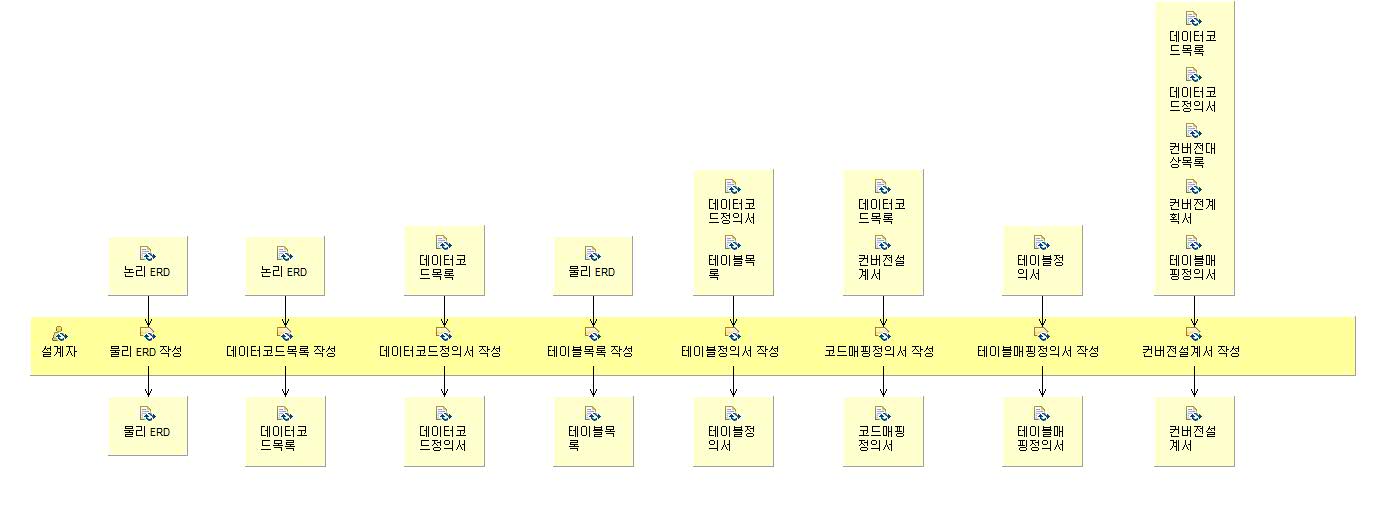 데이터코
드목록
데이터코
드정의서
컨버전대
상목록
컨버전계
획서
테이블매
핑정의서
데이터코
드정의서
테이블목
록
데이터코
드목록
컨버전설
계서
논리 ERD
논리 ERD
데이터코
드목록
물리 ERD
테이블정
의서
설계자
물리 ERD 작성
데이터코드목록 작성
데이터코드정의서 작성
테이블목록 작성
테이블정의서 작성
코드매핑정의서 작성
테이블매핑정의서 작성
컨버전설계서 작성
물리 ERD
데이터코
드목록
데이터코
드정의서
테이블목
록
테이블정
의서
코드매핑
정의서
테이블매
핑정의서
컨버전설
계서